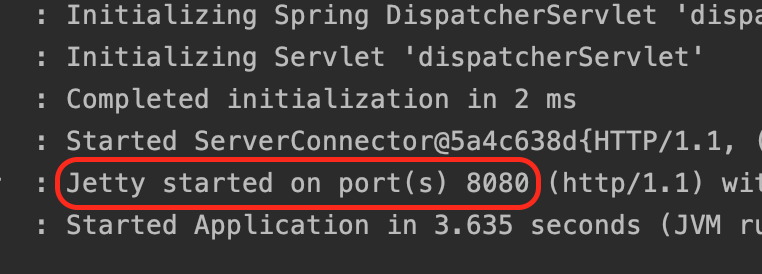 : Initializing Spring DispatcherServlet 'dispa
: Initializing Servlet 'dispatcherServlet'
: Completed initialization in 2 ms
: Started ServerConnector@5a4c638d{HTTP/1.1, (
: Jetty started on port(s) 8080 (http/1.1) wit
: Started Application in 3.635 seconds (JVM ru